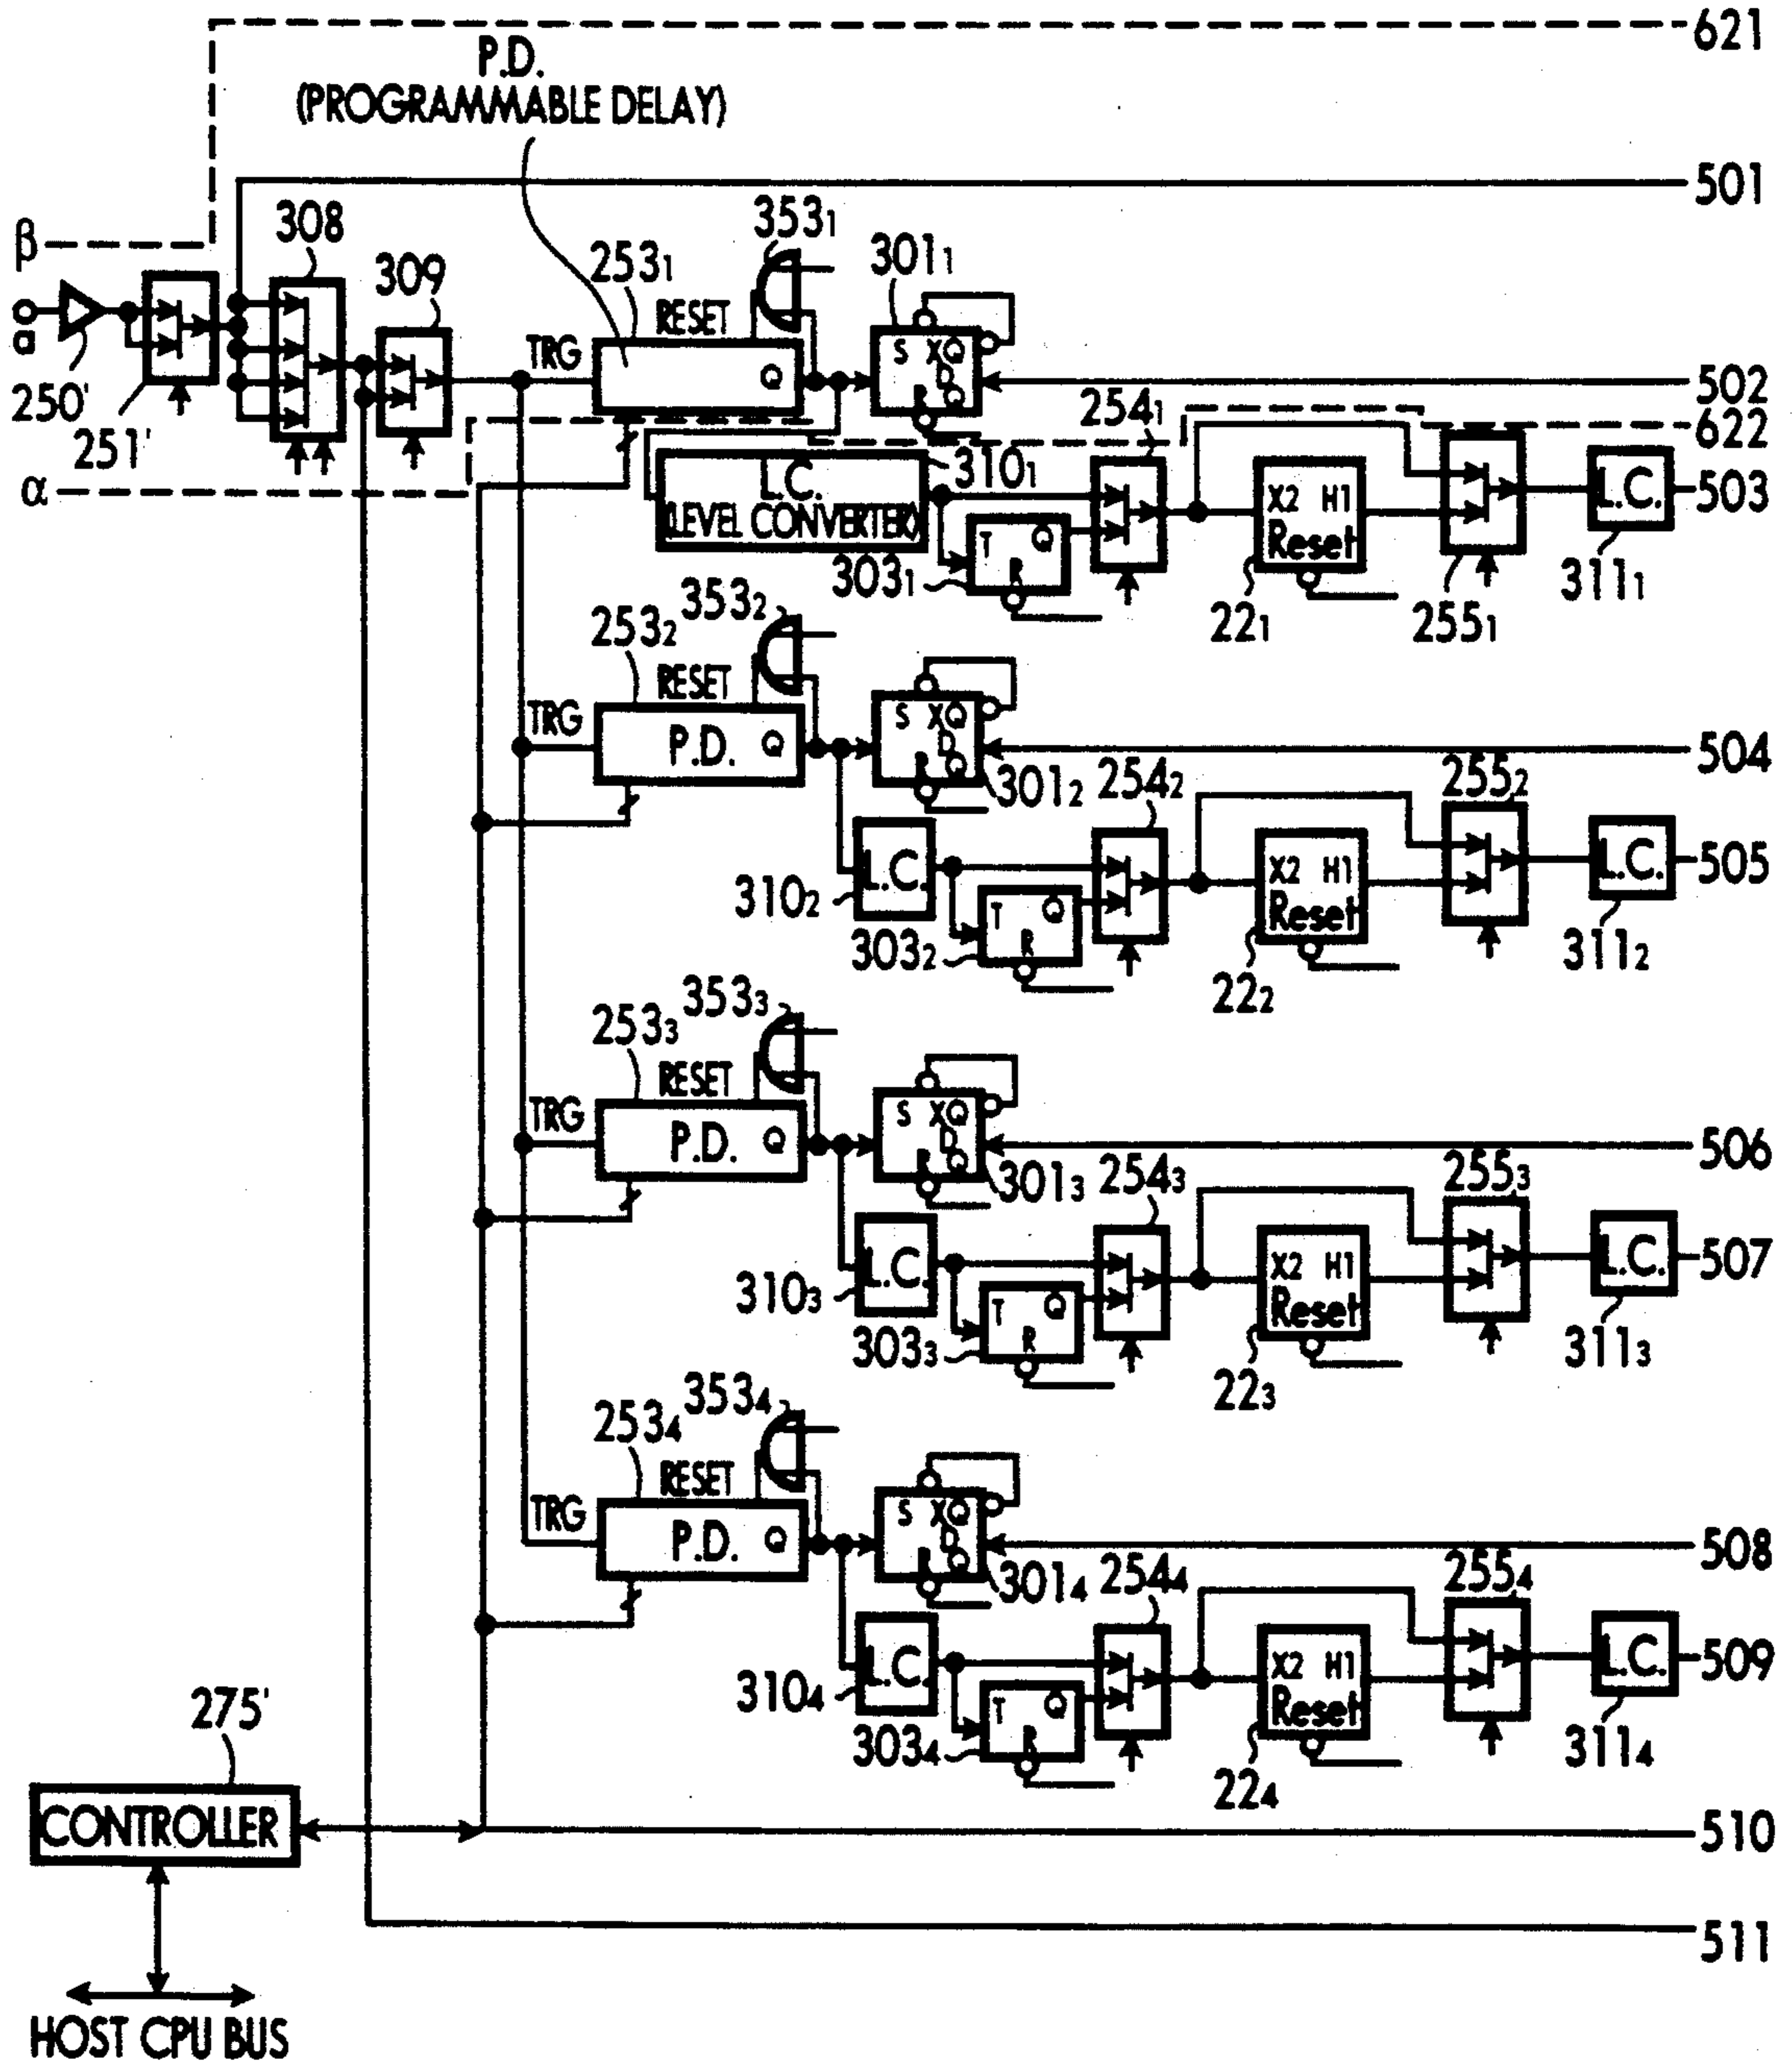 621
P.D.
(PROGRAMMABLE DELAY)
501
β
308
309
253₁
RESET
353₁
301₁
a
TRG
Q
S XQ
D
R Q
502
250'
251'
254₁
622
α
310₁
L.C.
(LEVEL CONVERTER)
T Q
R
303₁
X2 H1
Reset
22₁
255₁
L.C.
503
311₁
253₂
RESET
353₂
TRG
P.D. Q
S XQ
D
R Q
504
301₂
254₂
255₂
310₂
L.C.
T Q
R
303₂
X2 H1
Reset
22₂
L.C.
505
311₂
253₃
RESET
353₃
TRG
P.D. Q
S XQ
D
R Q
506
301₃
254₃
255₃
310₃
L.C.
T Q
R
303₃
X2 H1
Reset
22₃
L.C.
507
311₃
253₄
RESET
353₄
TRG
P.D. Q
S XQ
D
R Q
508
301₄
254₄
255₄
310₄
L.C.
T Q
R
303₄
X2 H1
Reset
22₄
L.C.
509
311₄
275'
CONTROLLER
510
511
HOST CPU BUS